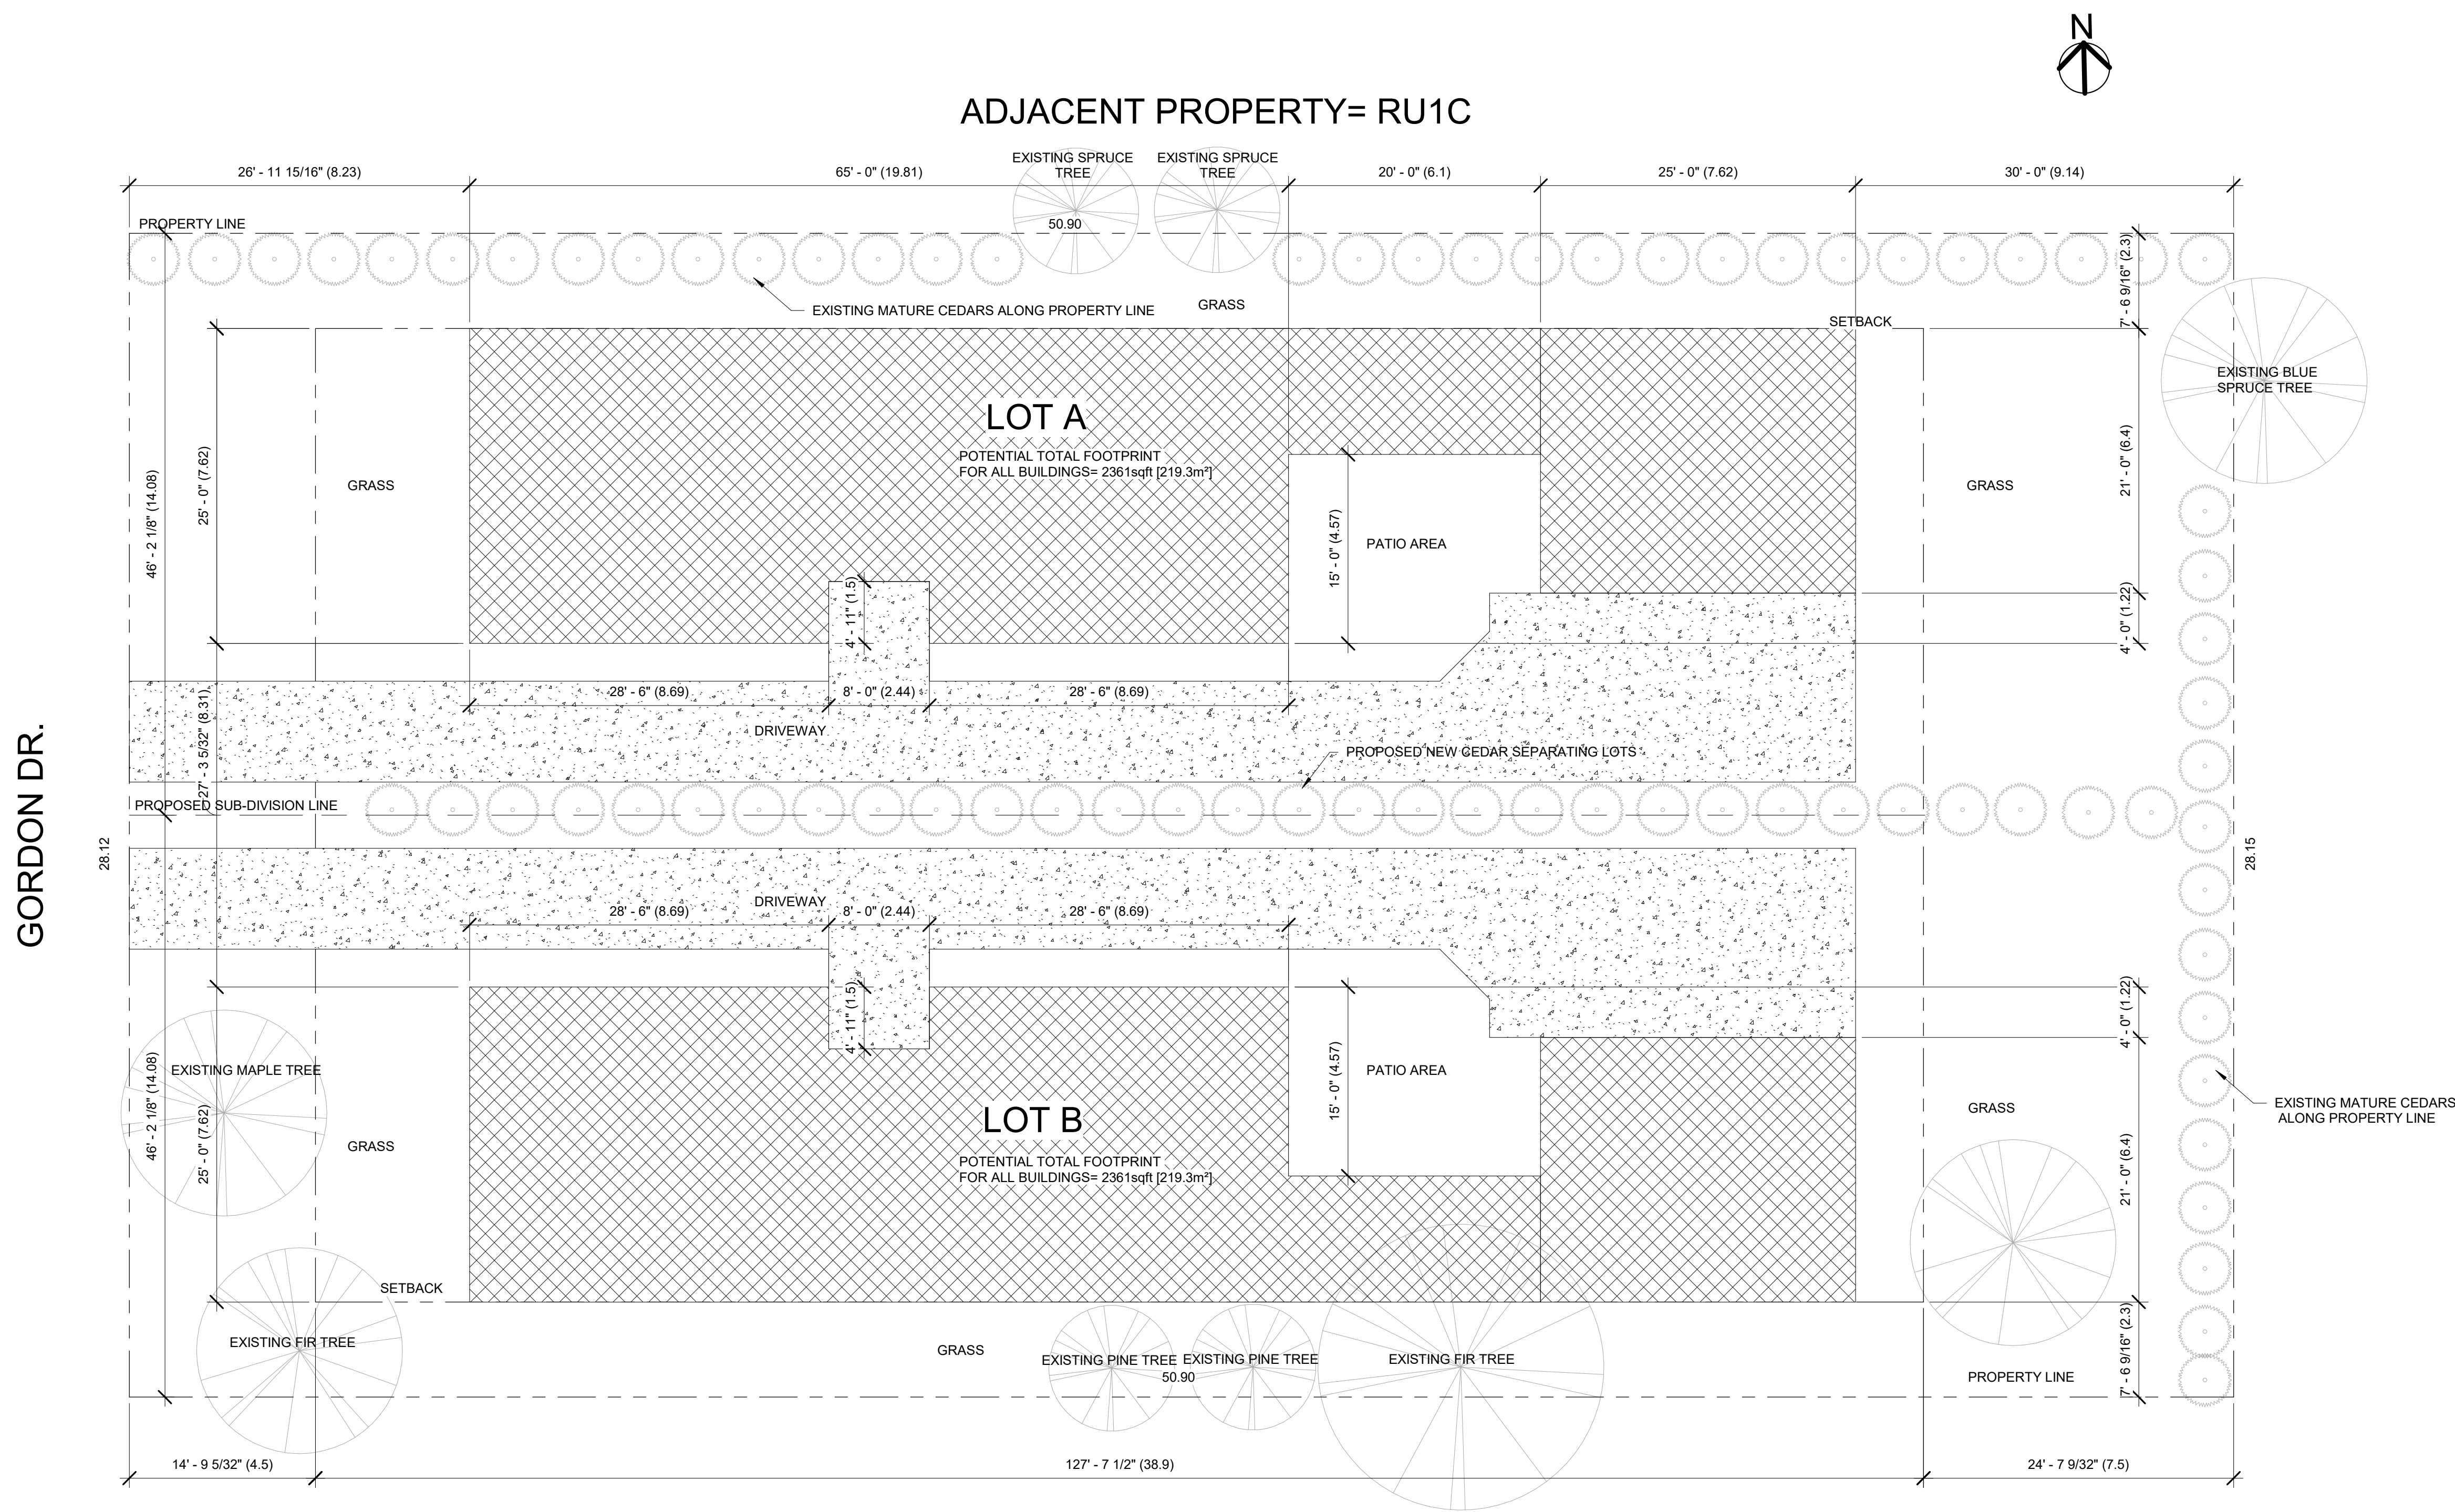 N
ADJACENT PROPERTY= RU1C
EXISTING SPRUCE
TREE
EXISTING SPRUCE
TREE
26' - 11 15/16" (8.23)
65' - 0" (19.81)
20' - 0" (6.1)
25' - 0" (7.62)
30' - 0" (9.14)
PROPERTY LINE
50.90
7' - 6 9/16" (2.3)
EXISTING MATURE CEDARS ALONG PROPERTY LINE
GRASS
SETBACK
EXISTING BLUE
SPRUCE TREE
LOT A
POTENTIAL TOTAL FOOTPRINT
FOR ALL BUILDINGS= 2361sqft [219.3m²]
46' - 2 1/8" (14.08)
25' - 0" (7.62)
GRASS
15' - 0" (4.57)
PATIO AREA
GRASS
21' - 0" (6.4)
4' - 11" (1.5)
4' - 0" (1.22)
28' - 6" (8.69)
8' - 0" (2.44)
28' - 6" (8.69)
27' - 3 5/32" (8.31)
DRIVEWAY
PROPOSED NEW CEDAR SEPARATING LOTS
GORDON DR.
PROPOSED SUB-DIVISION LINE
28.12
28.15
DRIVEWAY
28' - 6" (8.69)
8' - 0" (2.44)
28' - 6" (8.69)
4' - 11" (1.5)
4' - 0" (1.22)
EXISTING MAPLE TREE
46' - 2 1/8" (14.08)
25' - 0" (7.62)
GRASS
LOT B
POTENTIAL TOTAL FOOTPRINT
FOR ALL BUILDINGS= 2361sqft [219.3m²]
15' - 0" (4.57)
PATIO AREA
GRASS
21' - 0" (6.4)
EXISTING MATURE CEDARS
ALONG PROPERTY LINE
SETBACK
EXISTING FIR TREE
GRASS
EXISTING PINE TREE
EXISTING PINE TREE
EXISTING FIR TREE
50.90
PROPERTY LINE
7' - 6 9/16" (2.3)
14' - 9 5/32" (4.5)
127' - 7 1/2" (38.9)
24' - 7 9/32" (7.5)